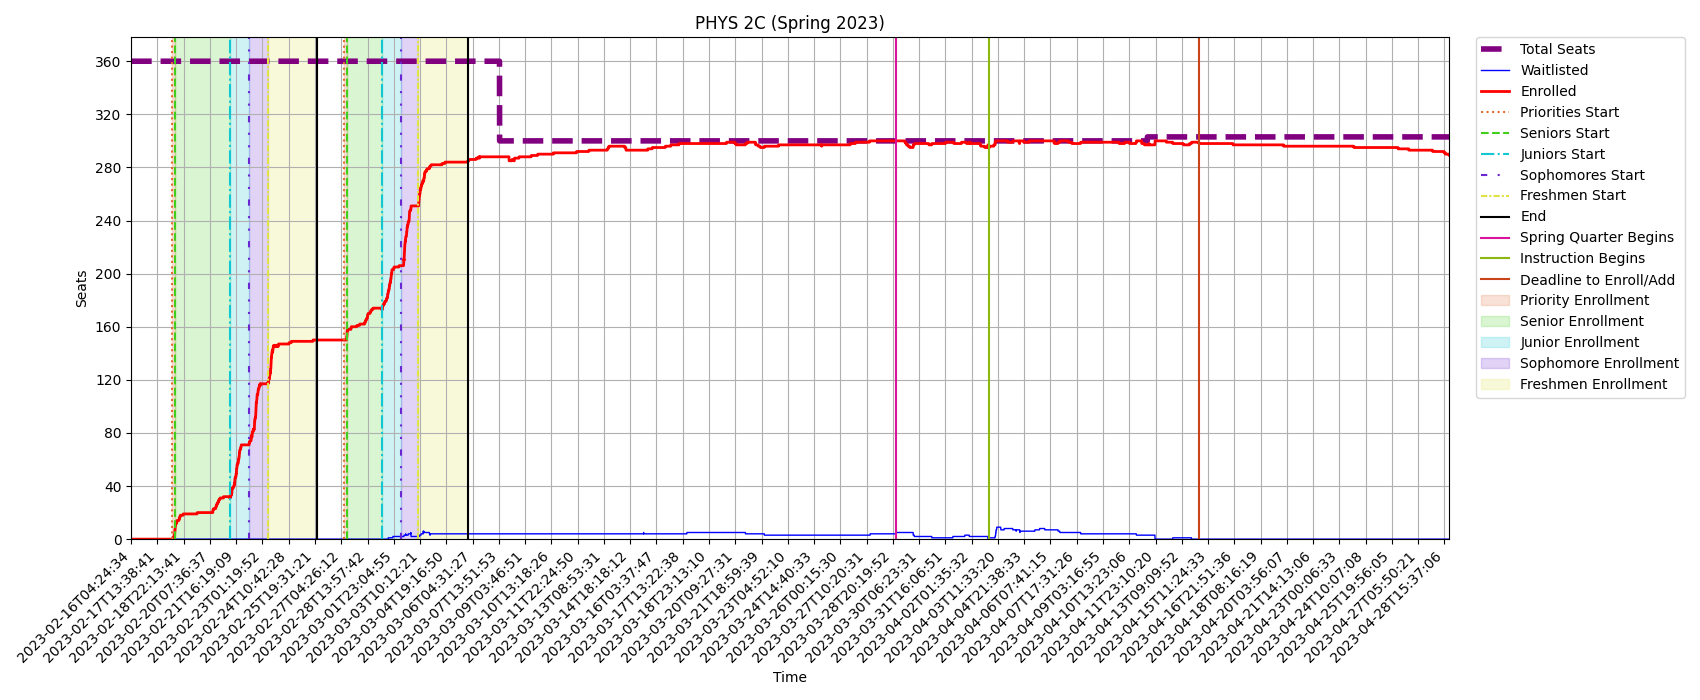 PHYS 2C (Spring 2023)
Seats
360
320
280
240
200
160
120
80
40
0
2023-02-16T04:24:34
2023-02-17T13:38:41
2023-02-18T22:13:41
2023-02-20T07:36:37
2023-02-21T16:19:09
2023-02-23T01:19:52
2023-02-24T10:42:28
2023-02-25T19:31:21
2023-02-27T04:26:12
2023-02-28T13:57:42
2023-03-01T23:04:55
2023-03-03T10:12:21
2023-03-04T19:16:50
2023-03-06T04:31:27
2023-03-07T13:51:53
2023-03-09T03:46:51
2023-03-10T13:18:26
2023-03-11T22:24:50
2023-03-13T08:53:31
2023-03-14T18:18:12
2023-03-16T03:37:47
2023-03-17T13:22:38
2023-03-18T23:13:10
2023-03-20T09:27:31
2023-03-21T18:59:39
2023-03-23T04:52:10
2023-03-24T14:40:33
2023-03-26T00:15:30
2023-03-27T10:20:31
2023-03-28T20:19:52
2023-03-30T06:23:31
2023-03-31T16:06:51
2023-04-02T01:35:32
2023-04-03T11:33:20
2023-04-04T21:38:33
2023-04-06T07:41:15
2023-04-07T17:31:26
2023-04-09T03:16:55
2023-04-10T13:23:06
2023-04-11T23:10:20
2023-04-13T09:09:52
2023-04-15T11:24:33
2023-04-16T21:51:36
2023-04-18T08:16:19
2023-04-20T03:56:07
2023-04-21T14:13:06
2023-04-23T00:06:33
2023-04-24T10:07:08
2023-04-25T19:56:05
2023-04-27T05:50:21
2023-04-28T15:37:06
Time
Total Seats
Waitlisted
Enrolled
Priorities Start
Seniors Start
Juniors Start
Sophomores Start
Freshmen Start
End
Spring Quarter Begins
Instruction Begins
Deadline to Enroll/Add
Priority Enrollment
Senior Enrollment
Junior Enrollment
Sophomore Enrollment
Freshmen Enrollment